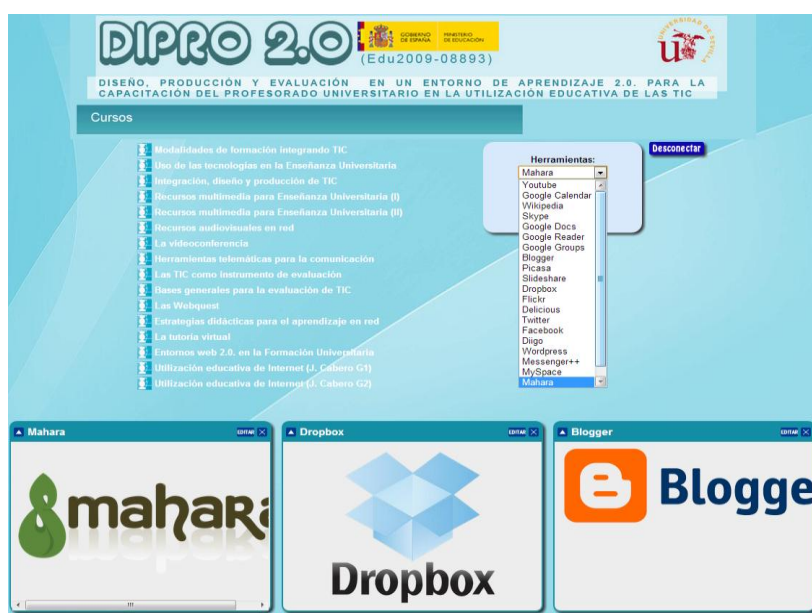 DIPRO 2.0
GOBIERNO DE ESPAÑA
MINISTERIO DE EDUCACIÓN
(Edu2009-08893)
DISEÑO, PRODUCCIÓN Y EVALUACIÓN EN UN ENTORNO DE APRENDIZAJE 2.0. PARA LA
CAPACITACIÓN DEL PROFESORADO UNIVERSITARIO EN LA UTILIZACIÓN EDUCATIVA DE LAS TIC
Cursos
Modalidades de formación integrando TIC
Uso de las tecnologías en la Enseñanza Universitaria
Integración, diseño y producción de TIC
Recursos multimedia para Enseñanza Universitaria (I)
Recursos multimedia para Enseñanza Universitaria (II)
Recursos audiovisuales en red
La videoconferencia
Herramientas telemáticas para la comunicación
Las TIC como instrumento de evaluación
Bases generales para la evaluación de TIC
Las Webquest
Estrategias didácticas para el aprendizaje en red
La tutoría virtual
Entornos web 2.0. en la Formación Universitaria
Utilización educativa de Internet (J. Cabero G1)
Utilización educativa de Internet (J. Cabero G2)
Desconectar
Herramientas:
Mahara
Youtube
Google Calendar
Wikipedia
Skype
Google Docs
Google Reader
Google Groups
Blogger
Picasa
Slideshare
Dropbox
Flickr
Delicious
Twitter
Facebook
Diigo
Wordpress
Messenger++
MySpace
Mahara
Mahara
EDITAR
mahara
Dropbox
EDITAR
Dropbox
Blogger
EDITAR
Blogge